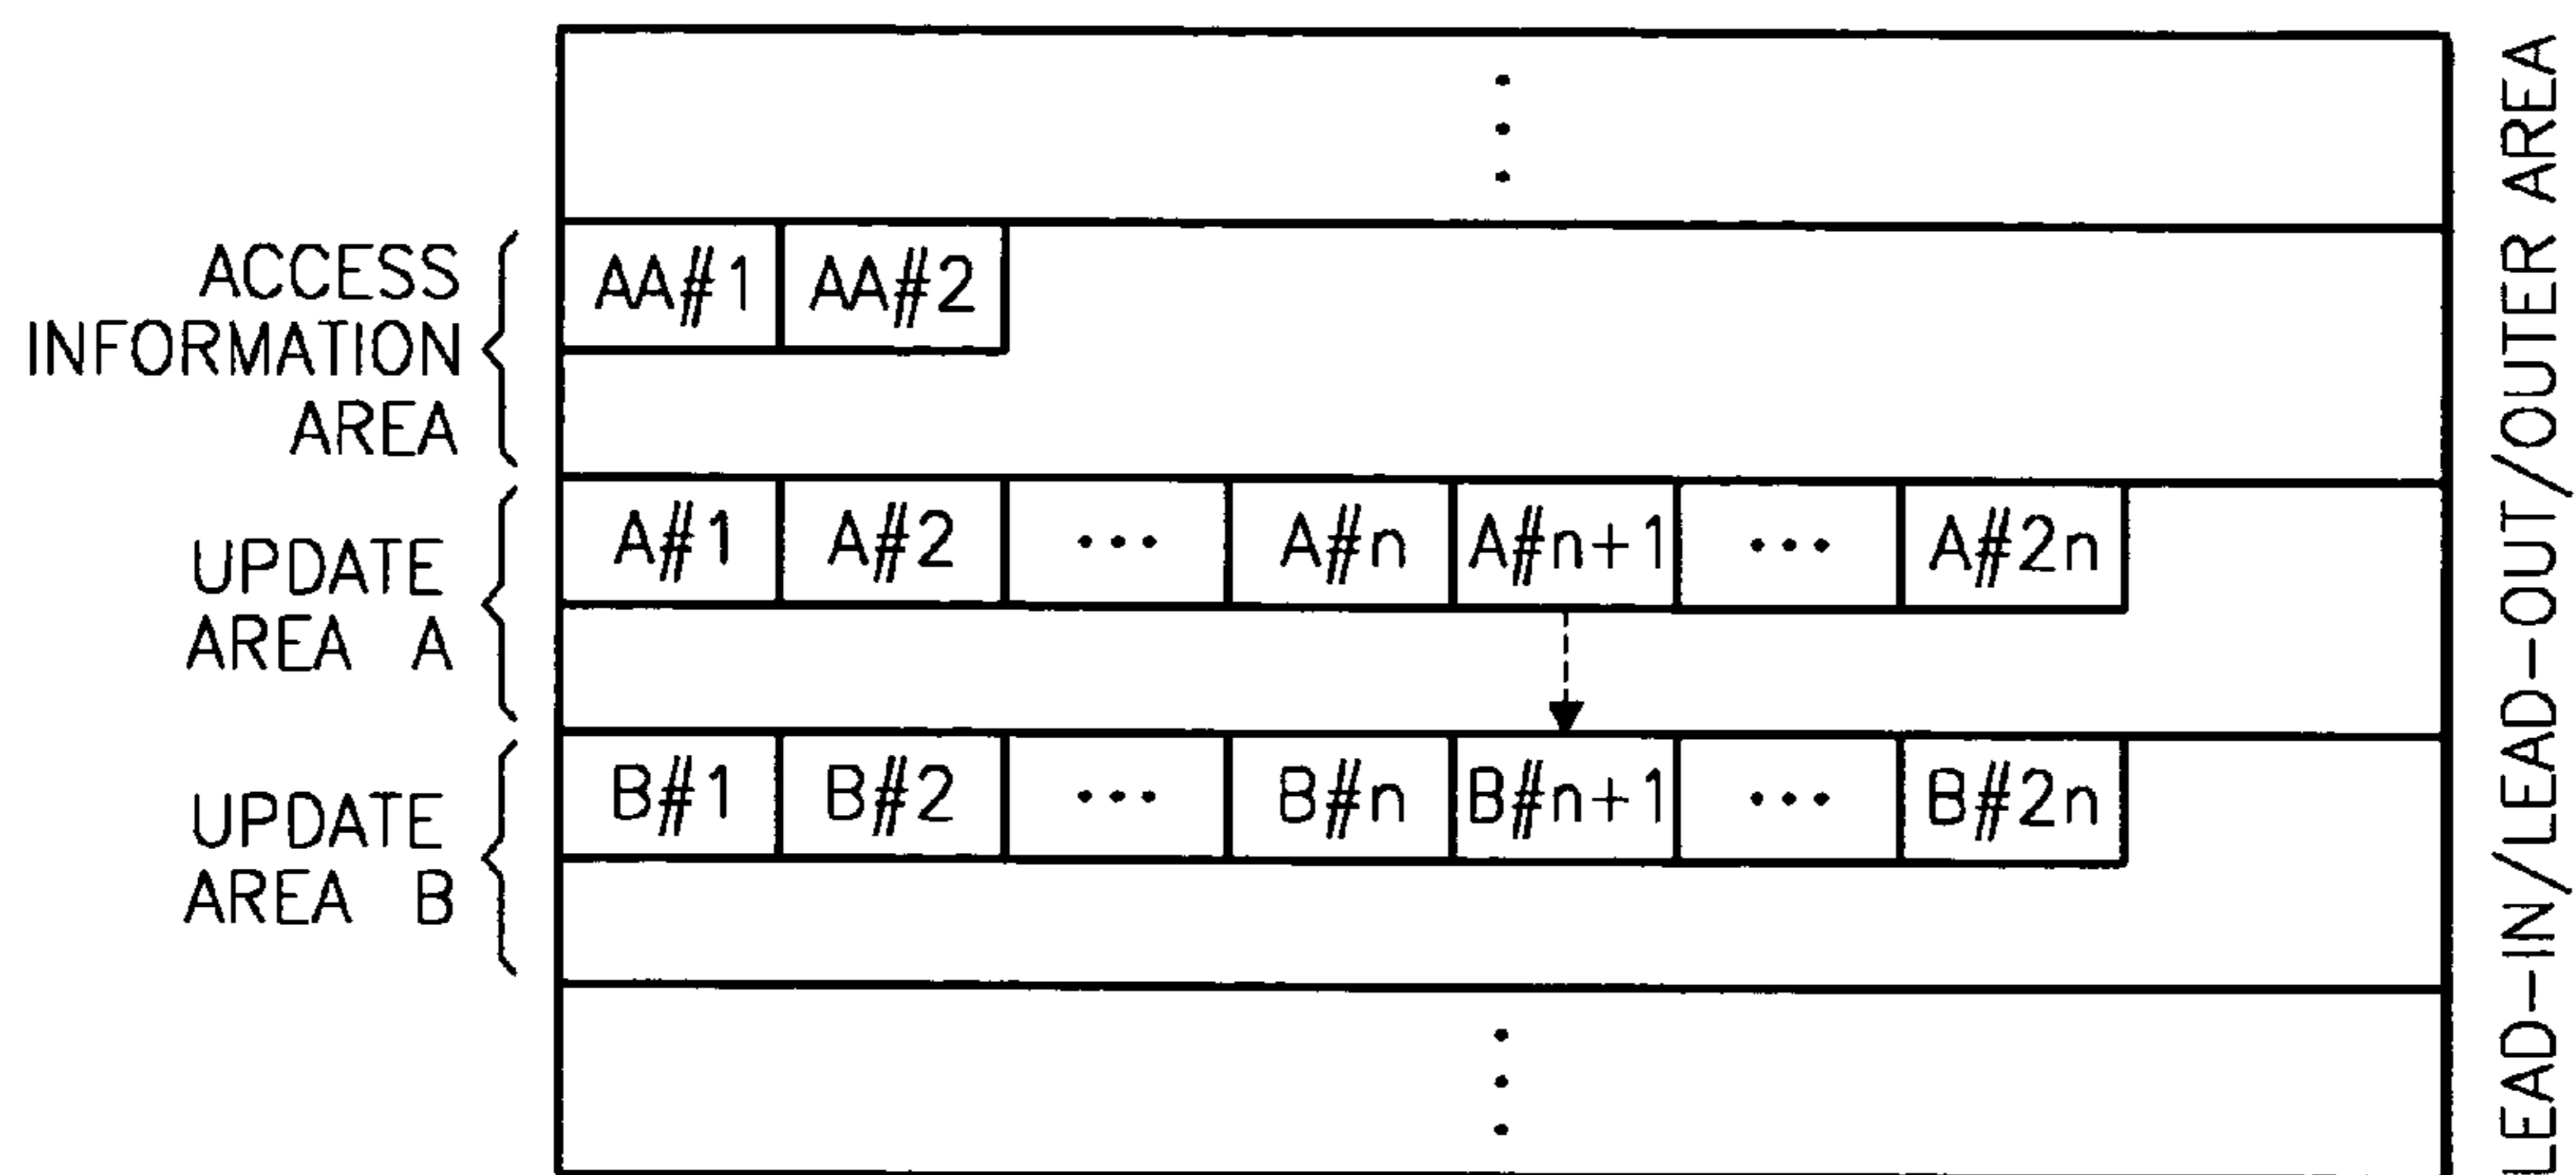 ACCESS
INFORMATION
AREA
AA#1 AA#2
UPDATE
AREA A
A#1 A#2 ... A#n A#n+1 ... A#2n
UPDATE
AREA B
B#1 B#2 ... B#n B#n+1 ... B#2n
LEAD-IN/LEAD-OUT/OUTER AREA